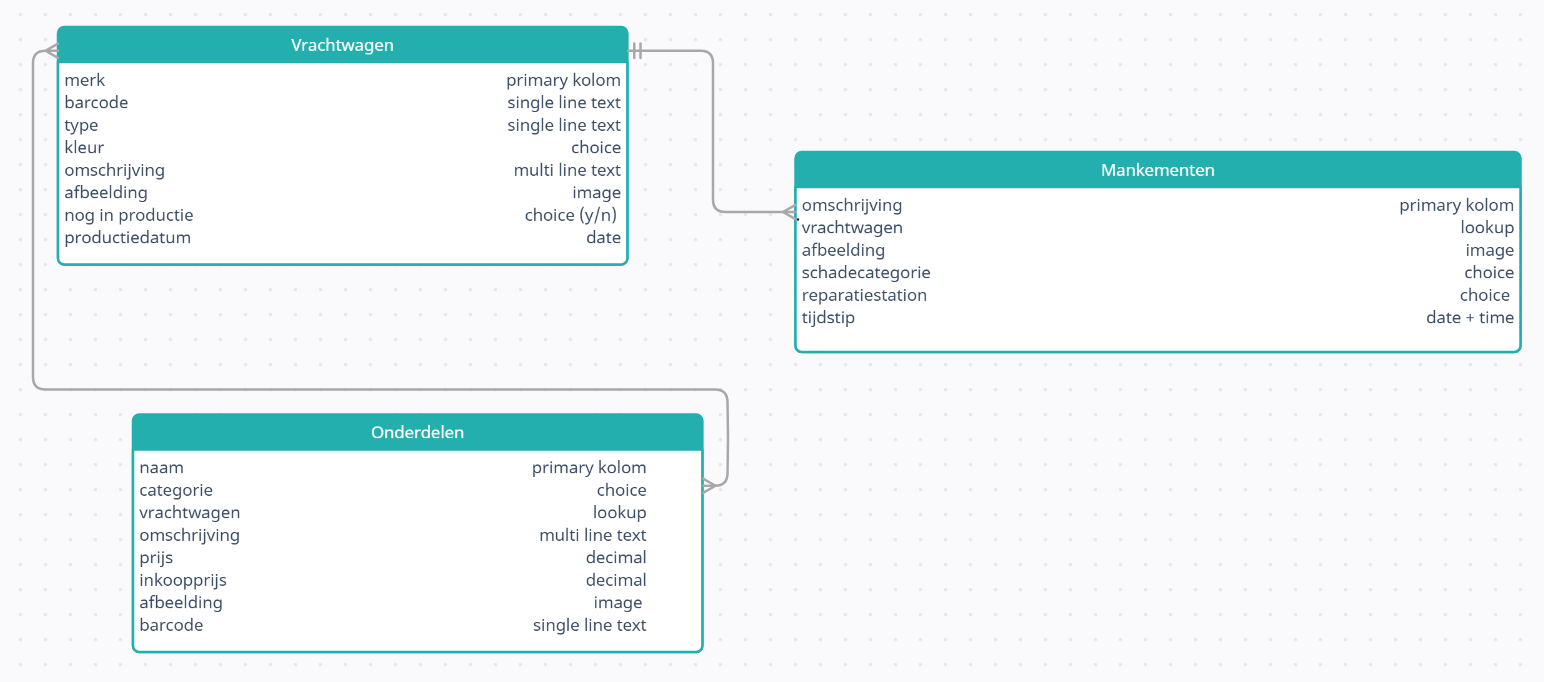 Vrachtwagen
merk primary kolom
barcode single line text
type single line text
kleur choice
omschrijving multi line text
afbeelding image
nog in productie choice (y/n)
productiedatum date
Mankementen
omschrijving primary kolom
vrachtwagen lookup
afbeelding image
schadecategorie choice
reparatiestation choice
tijdstip date + time
Onderdelen
naam primary kolom
categorie choice
vrachtwagen lookup
omschrijving multi line text
prijs decimal
inkoopprijs decimal
afbeelding image
barcode single line text